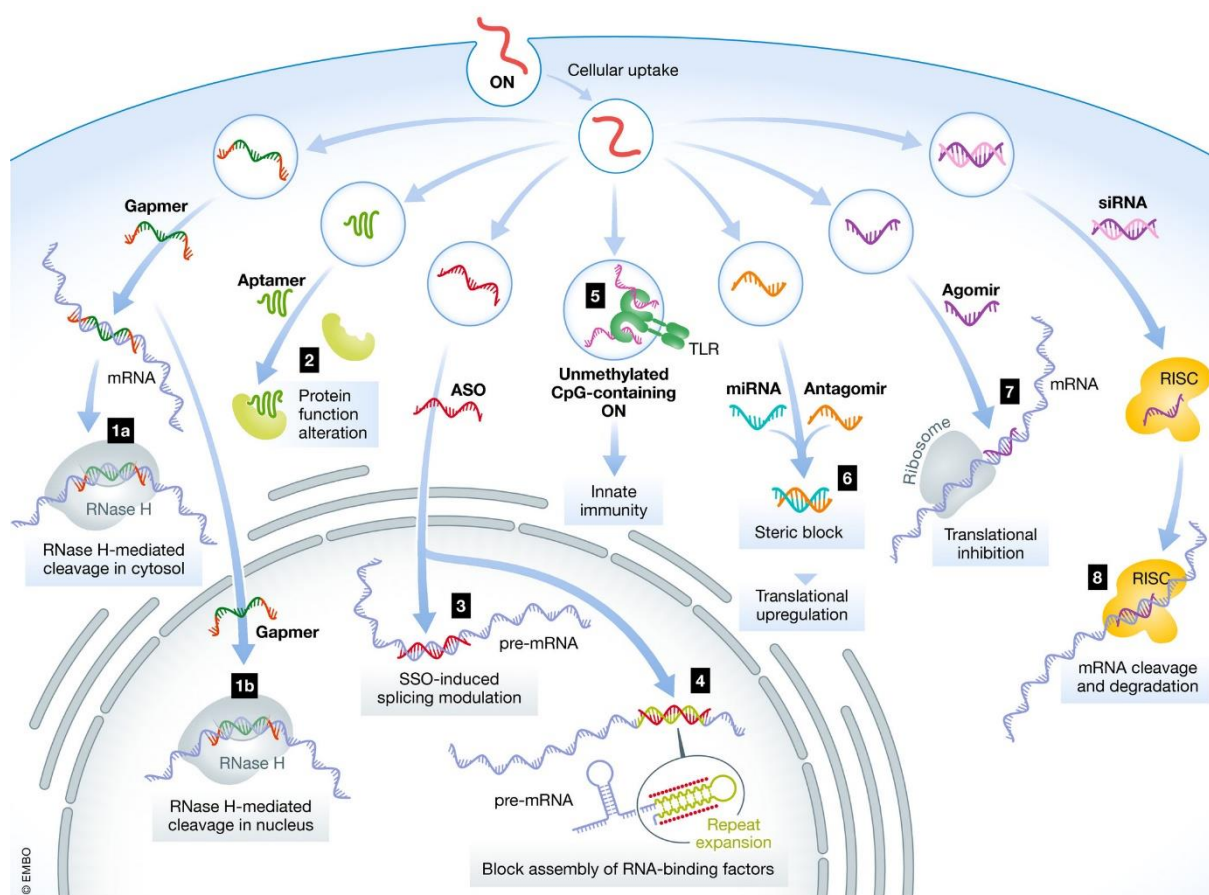 ON
Cellular uptake
Gapmer
mRNA
1a
RNase H
RNase H-mediated
cleavage in cytosol
Gapmer
1b
RNase H
RNase H-mediated
cleavage in nucleus
Aptamer
2
Protein
function
alteration
ASO
3
pre-mRNA
SSO-induced
splicing modulation
4
pre-mRNA
Repeat
expansion
Block assembly of RNA-binding factors
5
TLR
Unmethylated
CpG-containing
ON
Innate
immunity
miRNA
Antagomir
6
Steric block
Translational
upregulation
Agomir
7
mRNA
Ribosome
Translational
inhibition
siRNA
RISC
8
RISC
mRNA cleavage
and degradation
© EMBO